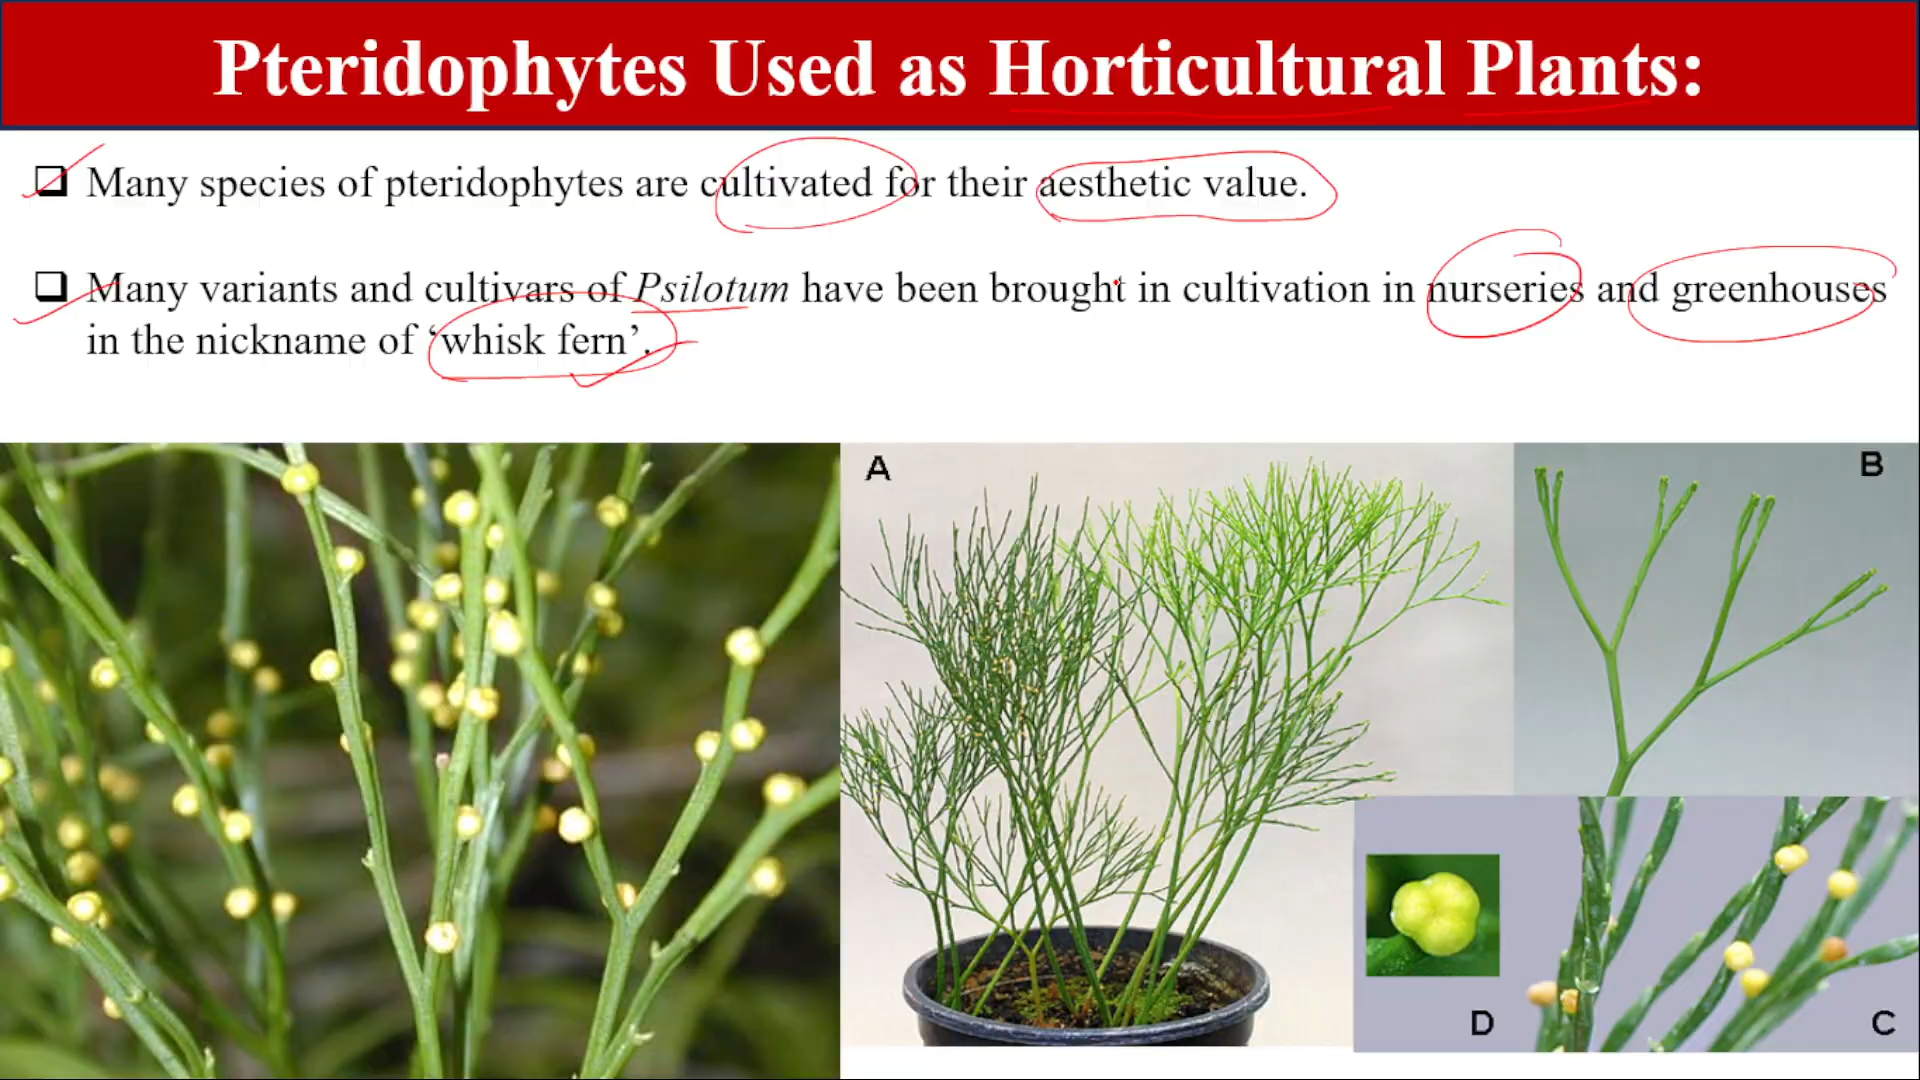 Pteridophytes Used as Horticultural Plants:
❑ Many species of pteridophytes are cultivated for their aesthetic value.
❑ Many variants and cultivars of Psilotum have been brought in cultivation in nurseries and greenhouses
in the nickname of ‘whisk fern’.
A
B
D
C